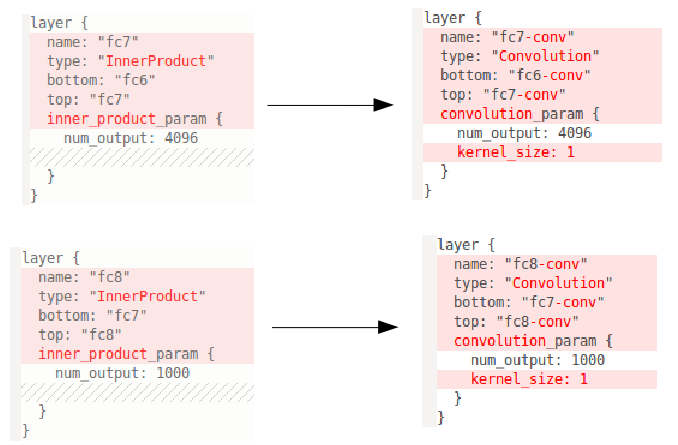 layer {
  name: "fc7"
  type: "InnerProduct"
  bottom: "fc6"
  top: "fc7"
  inner_product_param {
    num_output: 4096
  }
}
layer {
  name: "fc7-conv"
  type: "Convolution"
  bottom: "fc6-conv"
  top: "fc7-conv"
  convolution_param {
    num_output: 4096
    kernel_size: 1
  }
}
layer {
  name: "fc8"
  type: "InnerProduct"
  bottom: "fc7"
  top: "fc8"
  inner_product_param {
    num_output: 1000
  }
}
layer {
  name: "fc8-conv"
  type: "Convolution"
  bottom: "fc7-conv"
  top: "fc8-conv"
  convolution_param {
    num_output: 1000
    kernel_size: 1
  }
}